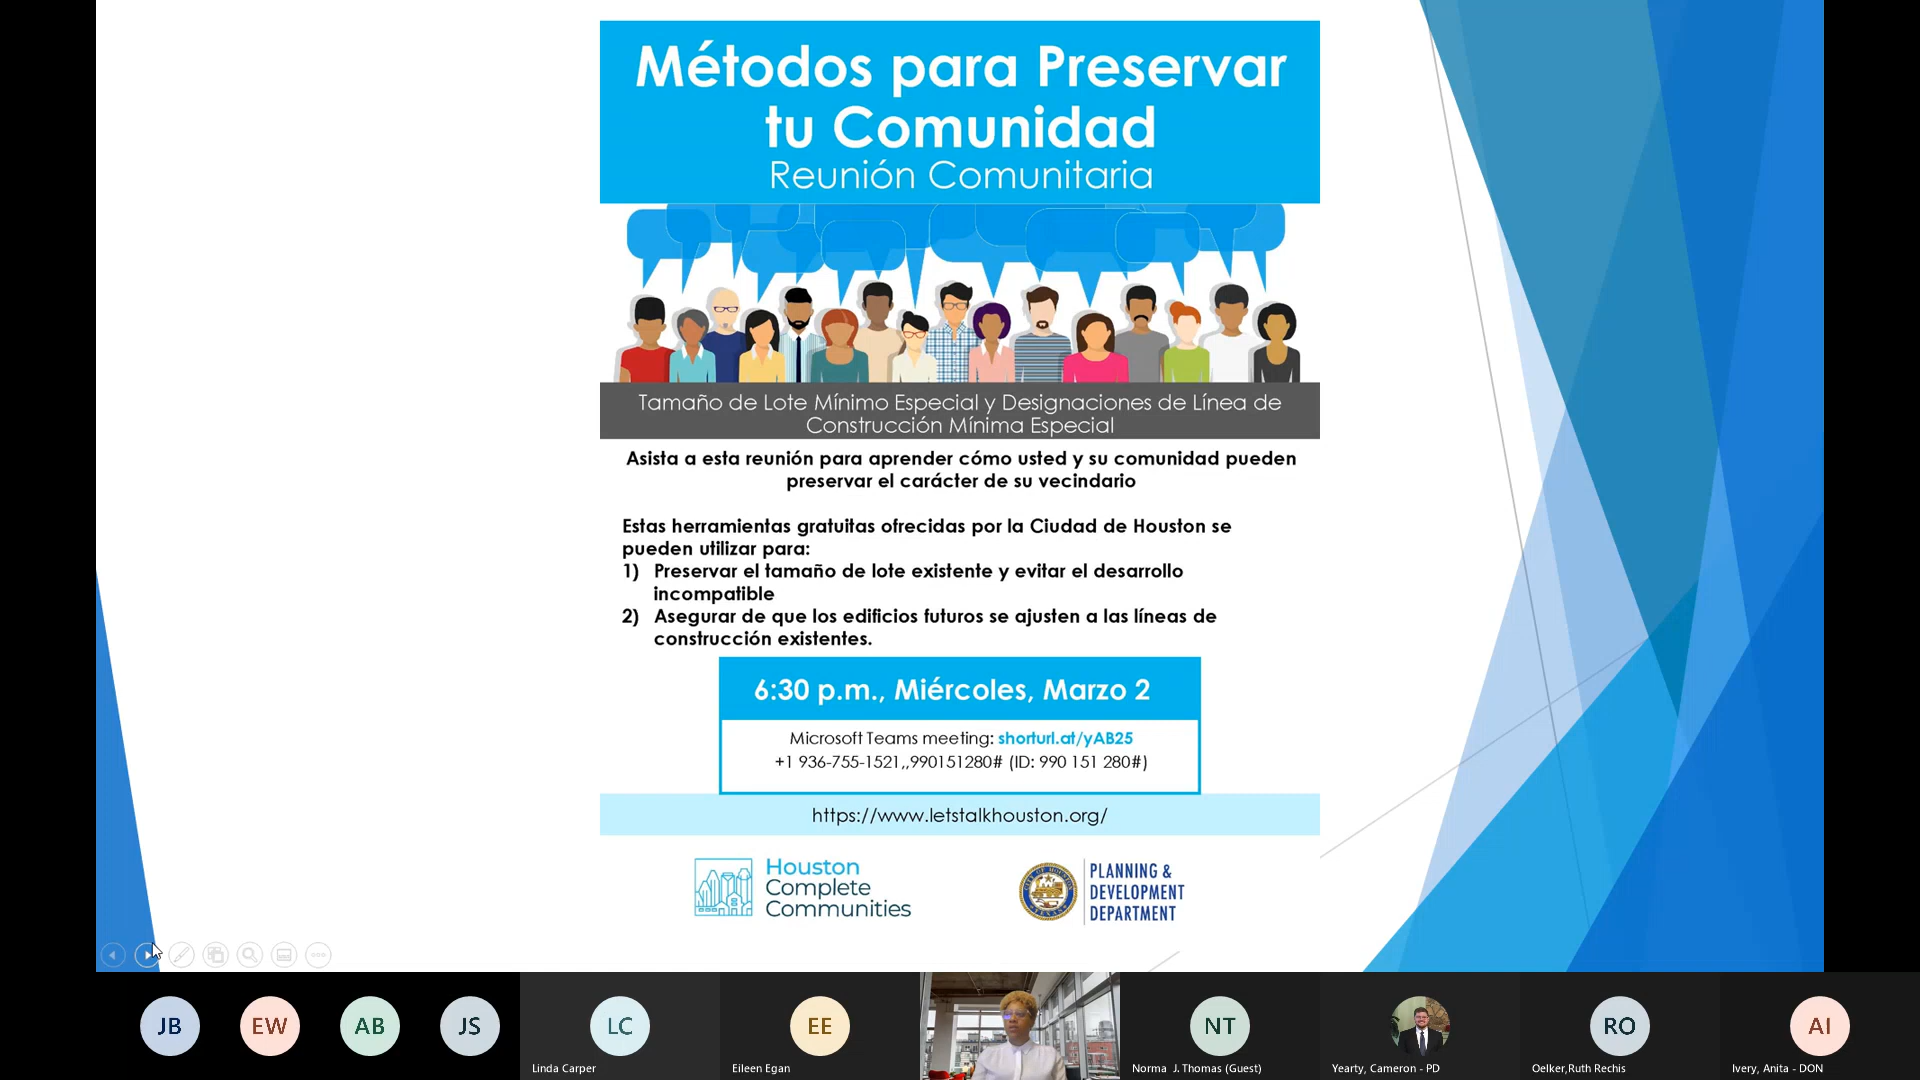 Métodos para Preservar
tu Comunidad
Reunión Comunitaria
Tamaño de Lote Mínimo Especial y Designaciones de Línea de
Construcción Mínima Especial
Asista a esta reunión para aprender cómo usted y su comunidad pueden
preservar el carácter de su vecindario
Estas herramientas gratuitas ofrecidas por la Ciudad de Houston se
pueden utilizar para:
1) Preservar el tamaño de lote existente y evitar el desarrollo
incompatible
2) Asegurar de que los edificios futuros se ajusten a las líneas de
construcción existentes.
6:30 p.m., Miércoles, Marzo 2
Microsoft Teams meeting: shorturl.at/yAB25
+1 936-755-1521,,990151280# (ID: 990 151 280#)
https://www.letstalkhouston.org/
Houston
Complete
Communities
PLANNING &
DEVELOPMENT
DEPARTMENT
JB
EW
AB
JS
LC
EE
NT
RO
AI
Linda Carper
Eileen Egan
Norma J. Thomas (Guest)
Yearty, Cameron - PD
Oelker,Ruth Rechis
Ivery, Anita - DON